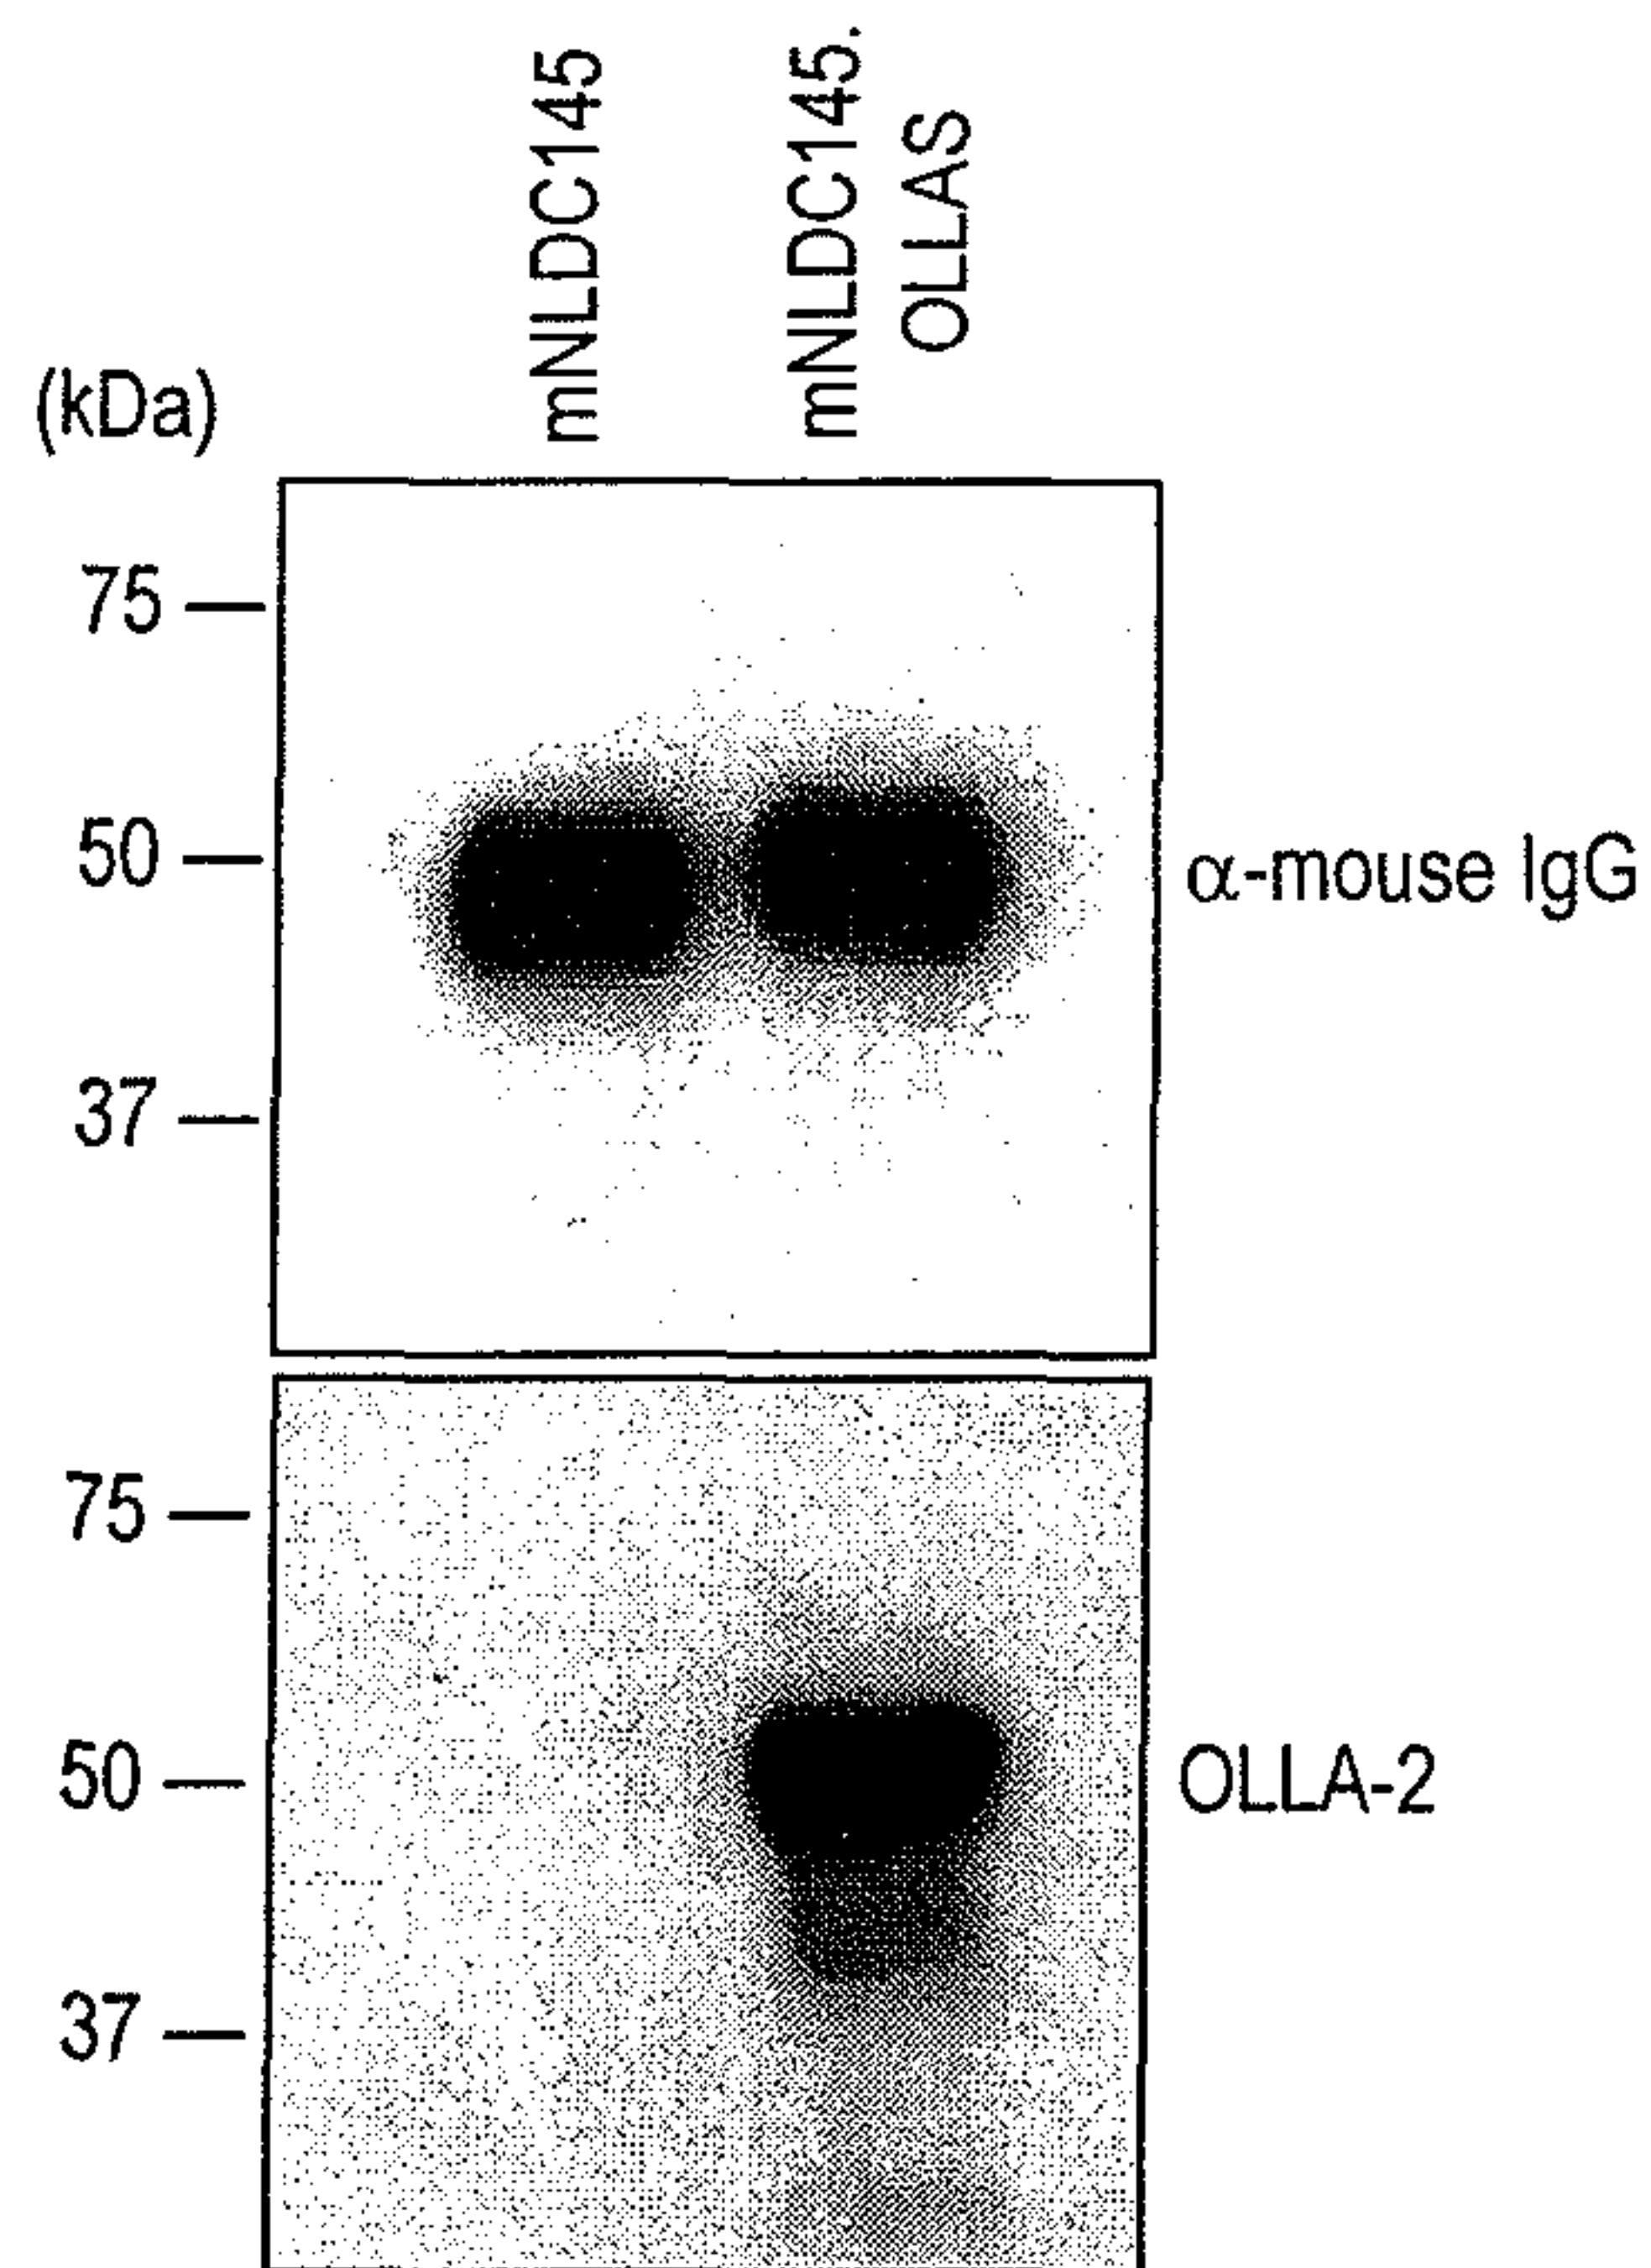 mNLDC145
mNLDC145.
OLLAS
(kDa)
75
50
37
α-mouse IgG
75
50
37
OLLA-2